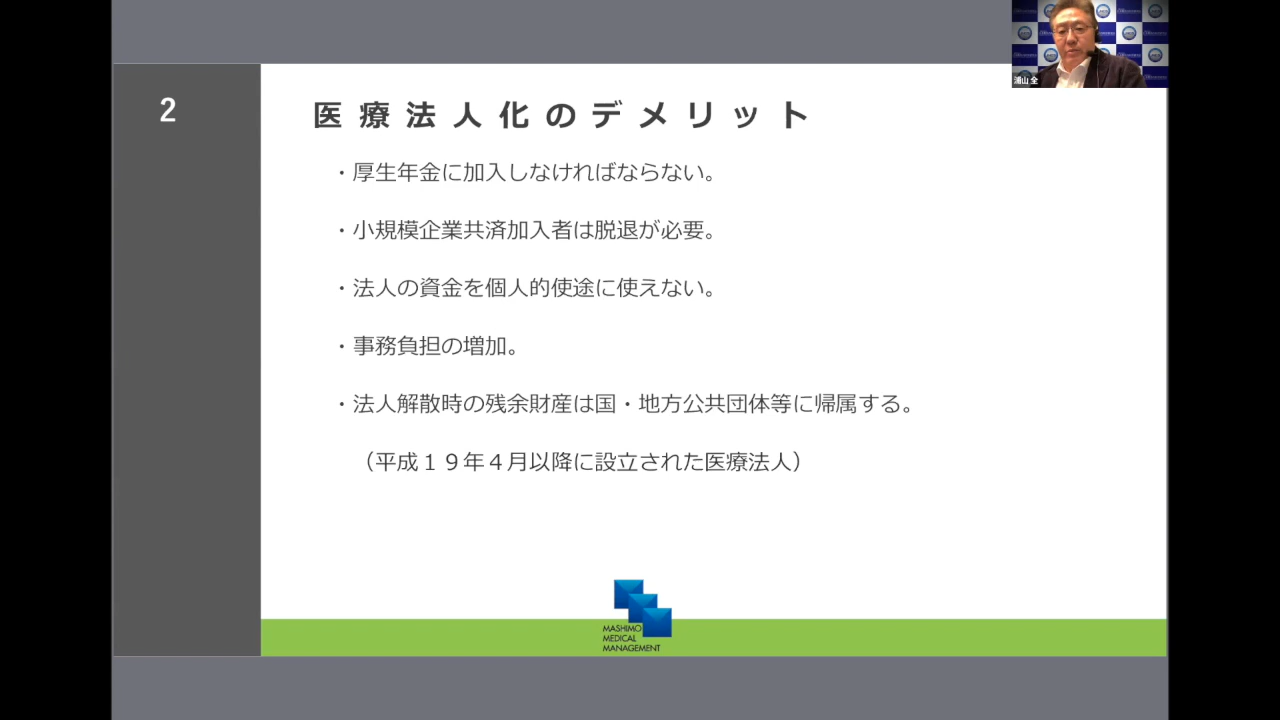 浦山 全
2
医療法人化のデメリット
・厚生年金に加入しなければならない。
・小規模企業共済加入者は脱退が必要。
・法人の資金を個人的使途に使えない。
・事務負担の増加。
・法人解散時の残余財産は国・地方公共団体等に帰属する。
（平成１９年４月以降に設立された医療法人）
MASHIMO
MEDICAL
MANAGEMENT